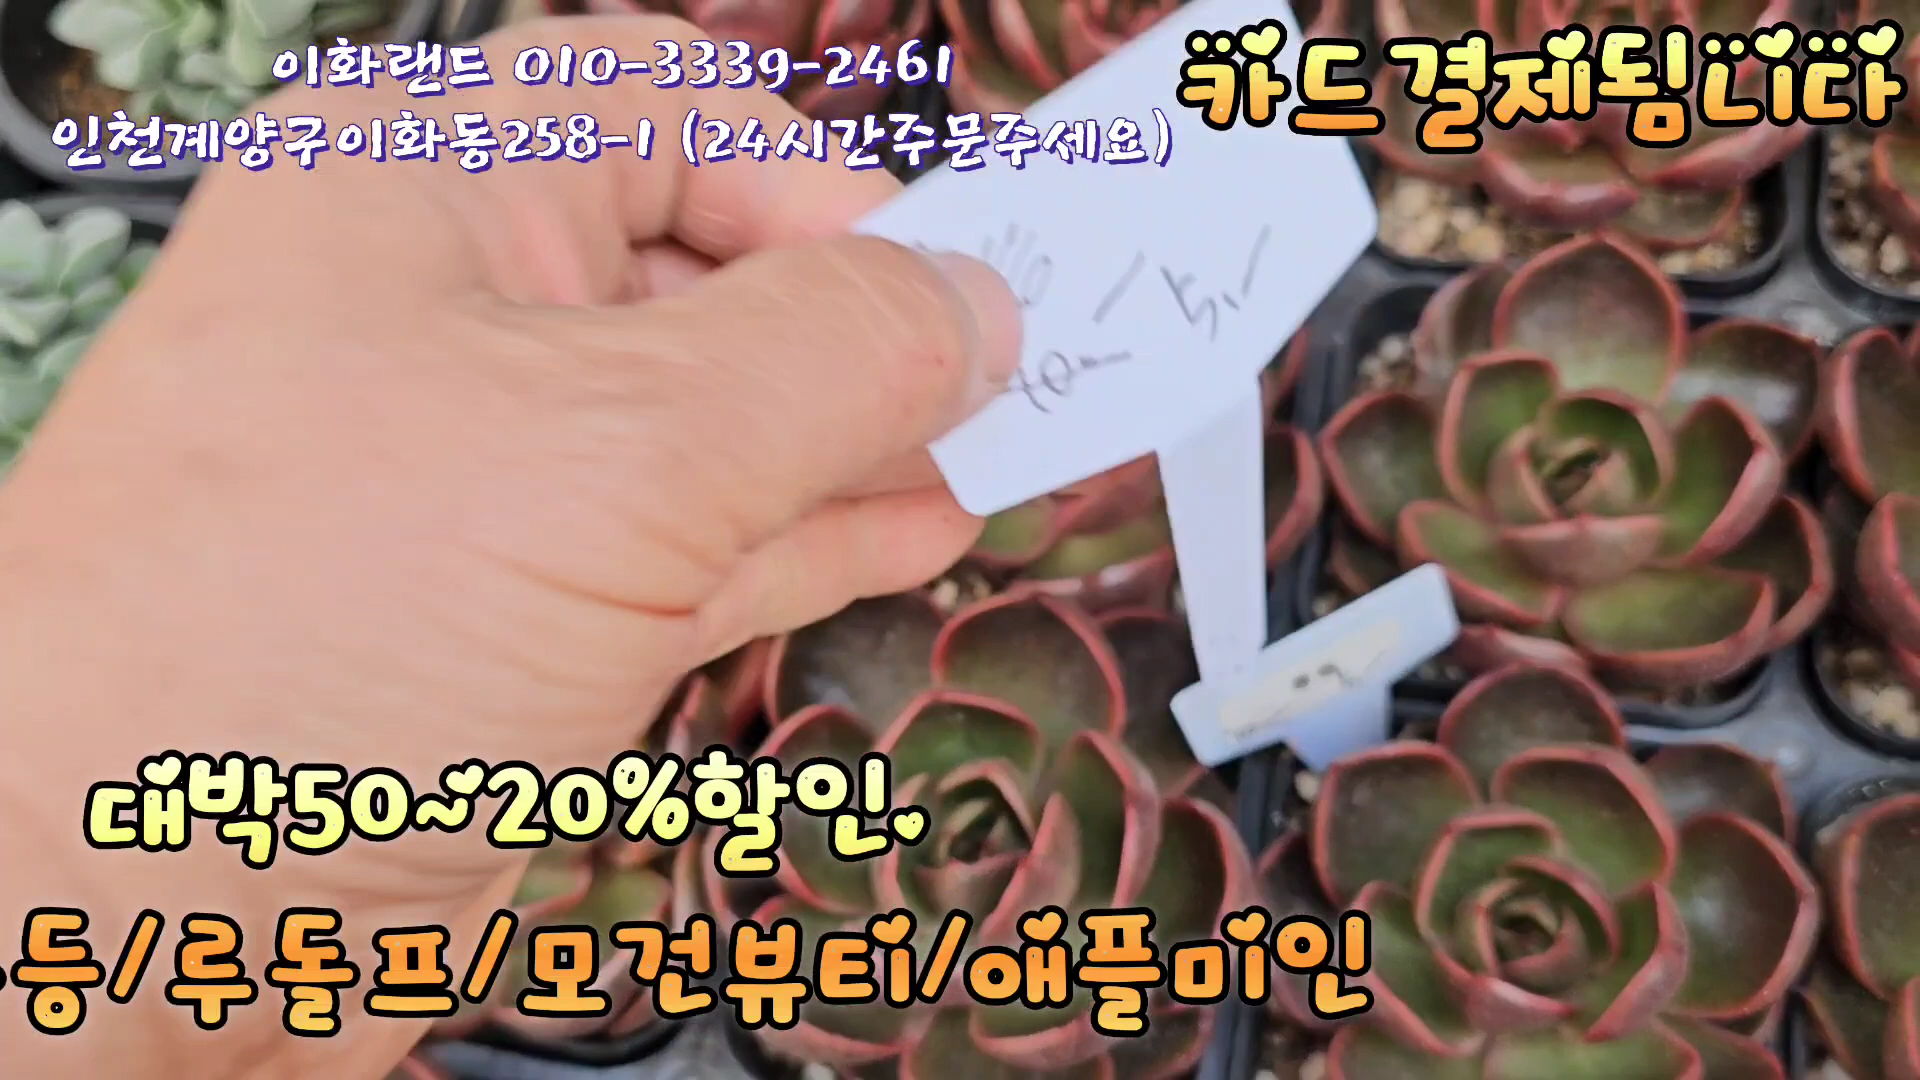 이화랜드 010-3339-2461
인천계양구이화동258-1 (24시간주문주세요)
카드결제됩니다
대박50~20%할인
등/루돌프/모건뷰티/애플미인